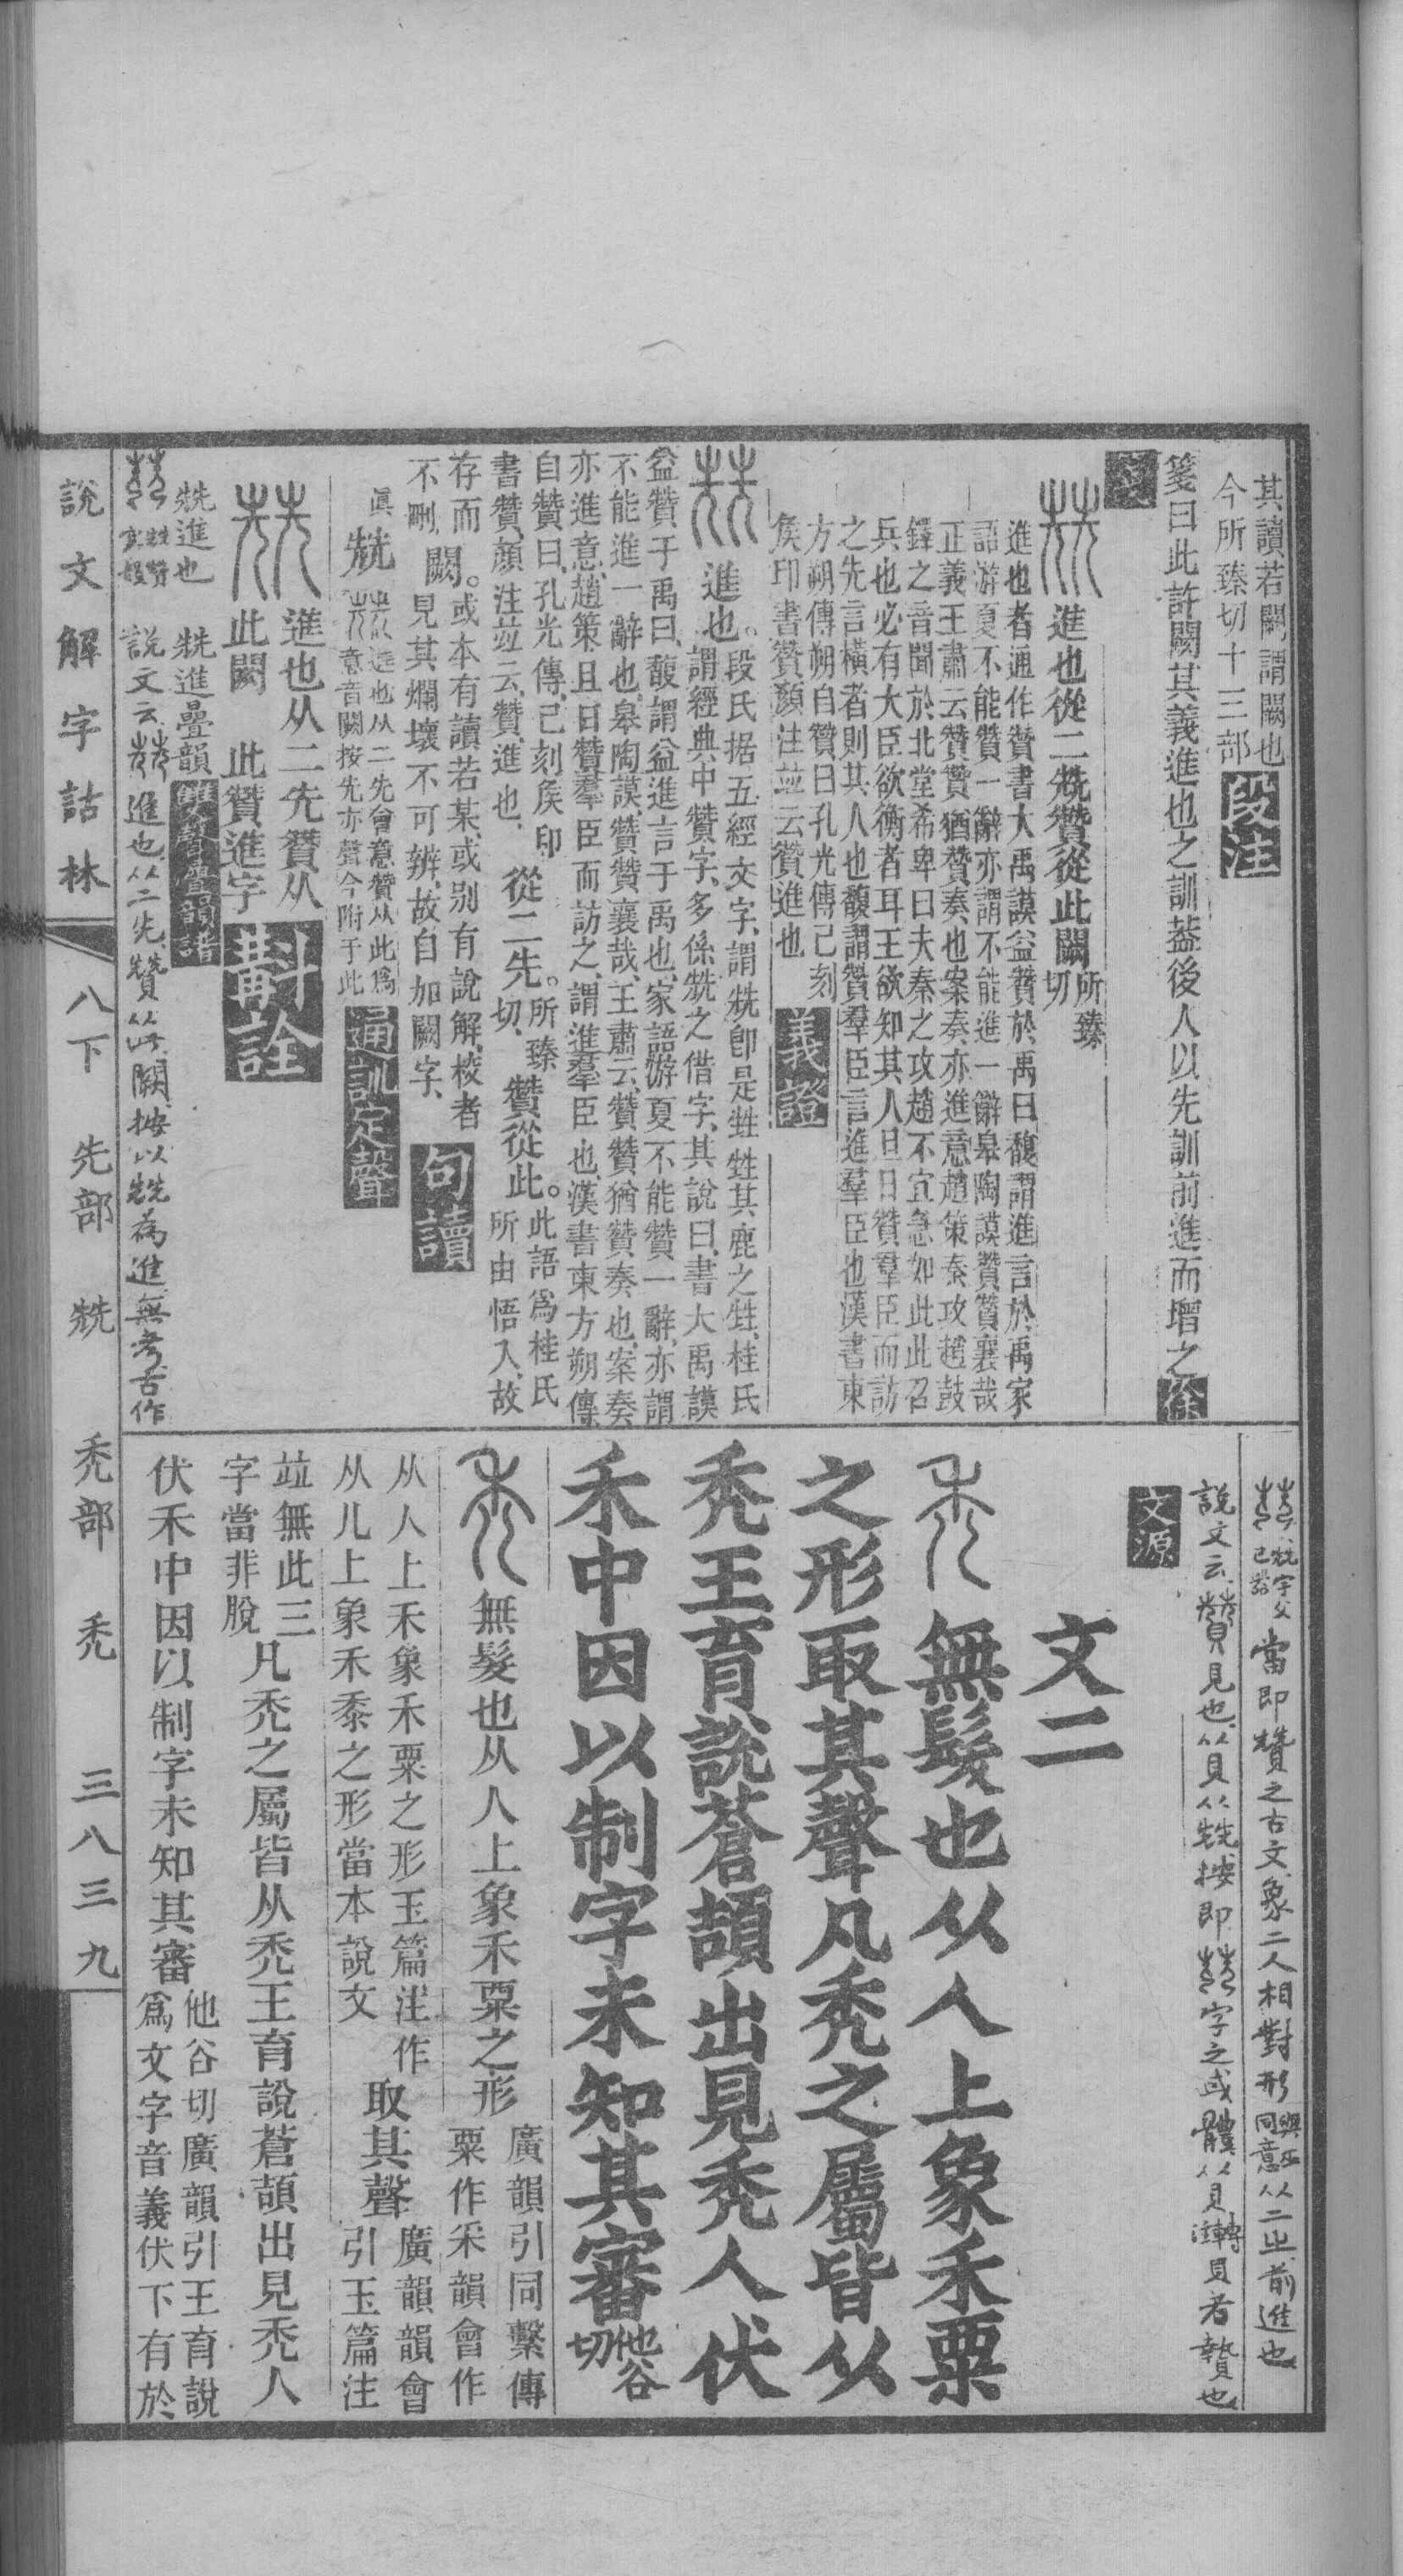 其讀若闕謂闕也
今所臻切十三部段注
箋曰此許闕其義進也之訓葢後人以先訓前進而增之徐
箋
進也從二兟贊從此闕所臻切
進也者通作贊書大禹謨益贊於禹曰馥謂進言於禹家
語游夏不能贊一辭亦謂不能進一辭皋陶謨贊贊襄哉
正義王肅云贊贊猶贊奏也案奏亦進意趙策秦攻趙鼓
鐸之音聞於北堂希卑曰夫秦之攻趙不宜急如此此召
兵也必有大臣欲衡者耳王欲知其人旦日贊羣臣而訪
之先言橫者則其人也馥謂贊羣臣言進羣臣也漢書東
方朔傳朔自贊曰孔光傳已刻
矦印書贊顏注竝云贊進也義證
進也。段氏据五經文字、謂兟卽是甡甡其鹿之甡、桂氏
謂經典中贊字、多係兟之借字、其說曰、書大禹謨
益贊于禹曰、馥謂益進言于禹也、家語游夏不能贊一辭、亦謂
不能進一辭也、皋陶謨、贊贊襄哉、王肅云、贊贊猶贊奏也、案奏
亦進意、趙策、且日贊羣臣而訪之、謂進羣臣也、漢書東方朔傳、
自贊曰、孔光傳、已刻矦印
書贊、顏注竝云、贊、進也、從二先。所臻切、贊從此。此語爲桂氏所由悟入、故
存而不刪、闕。或本有讀若某、或別有說解、校者
見其爛壞不可辨、故自加闕字、句讀
眞兟進也从二先會意贊从此爲
意音闕按先亦聲今附于此通訓定聲
進也从二先贊从
此闕 此贊進字斠詮
兟進也 兟進疊韻雙聲疊韻譜
說文云進也从二先贊从此闕按以兟為進無考古作
當即贊之古文象二人相對形與巫同意从二㞢前進也
說文云贊見也从貝从兟按即字之或體从見轉注貝者贄也
文源
文二
無髮也从人上象禾粟
之形取其聲凡禿之屬皆从
禿王育說蒼頡出見禿人伏
禾中因以制字未知其審他谷切
無髮也从人上象禾粟之形廣韻引同繫傳粟作采韻會作
从人上禾象禾粟之形玉篇注作
从儿上象禾黍之形當本說文取其聲廣韻韻會引玉篇注
竝無此三字當非脫凡禿之屬皆从禿王育說蒼頡出見禿人
伏禾中因以制字未知其審他谷切廣韻引王育說爲文字音義伏下有於
說文解字詁林 八下 先部 兟 禿部 禿 三八三九